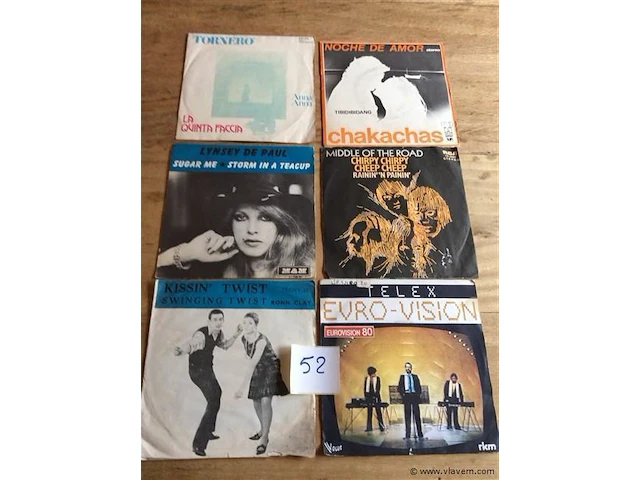 TORNERO
LA
QUINTA FACCIA
NOCHE DE AMOR
stereo
TIBIDIBIDANG
chakachas
LYNSEY DE PAUL
SUGAR ME STORM IN A TEACUP
MAM
MIDDLE OF THE ROAD
CHIRPY CHIRPY
CHEEP CHEEP
RAININ' 'N PAININ'
KISSIN' TWIST
SWINGING TWIST
52
TELEX
EURO-VISION
EUROVISION 80
rkm
© www.vlavem.com